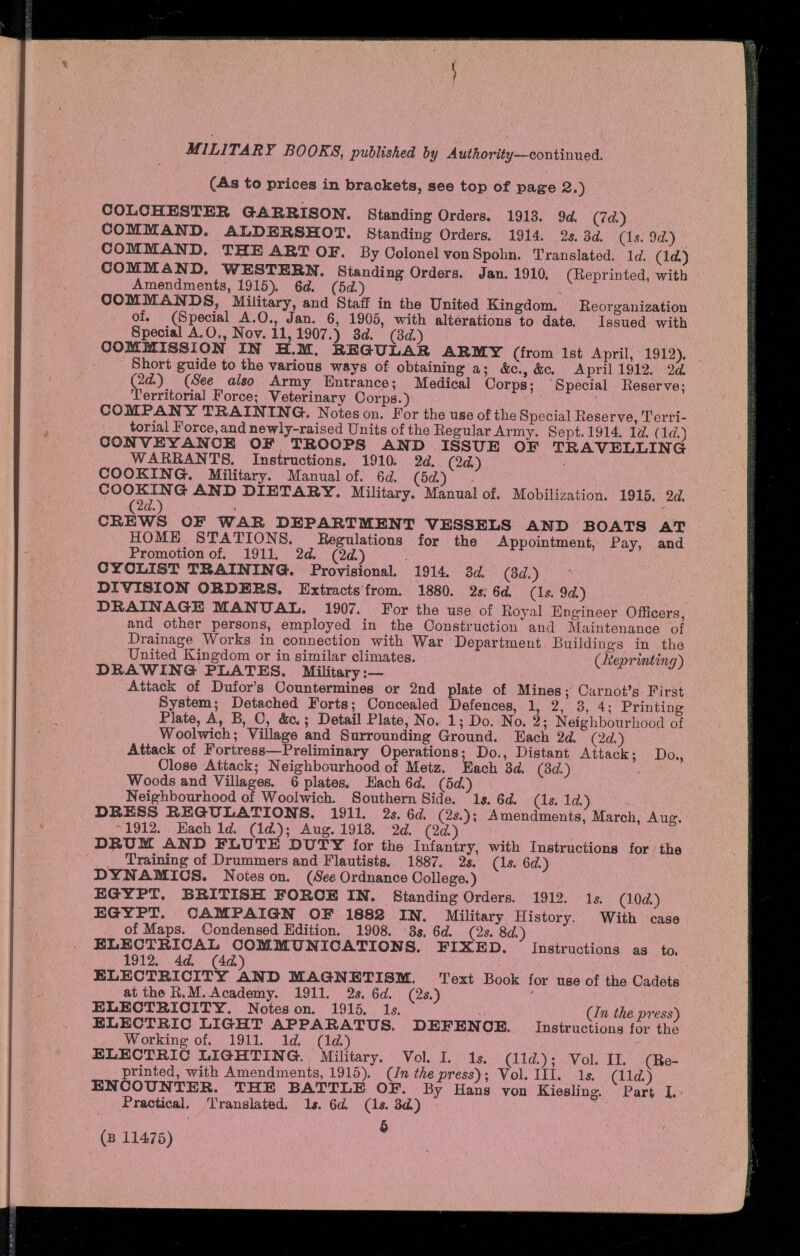 MILITARY BOOKS, published by Authority—continued.
(As to prices in brackets, see top of page 2.)
COLCHESTER GARRISON. Standing Orders. 1913. 9d. (7d.)
COMMAND. ALDERSHOT. Standing Orders. 1914. 2s. 3d. (1s. 9d.)
COMMAND. THE ART OF. By Colonel von Spohn. Translated. 1d. (1d.)
COMMAND. WESTERN. Standing Orders. Jan. 1910. (Reprinted, with
Amendments, 1915). 6d. (5d.)
COMMANDS, Military, and Staff in the United Kingdom. Reorganization
of. (Special A.O., Jan. 6, 1905, with alterations to date. Issued with
Special A.O., Nov. 11, 1907.) 3d. (3d.)
COMMISSION IN H.M. REGULAR ARMY (from 1st April, 1912).
Short guide to the various ways of obtaining a; &c., &c. April 1912. 2d.
(2d.) (See also Army Entrance; Medical Corps; Special Reserve;
Territorial Force; Veterinary Corps.)
COMPANY TRAINING. Notes on. For the use of the Special Reserve, Terri-
torial Force, and newly-raised Units of the Regular Army. Sept. 1914. 1d. (1d.)
CONVEYANCE OF TROOPS AND ISSUE OF TRAVELLING
WARRANTS. Instructions. 1910. 2d. (2d.)
COOKING. Military. Manual of. 6d. (5d.)
COOKING AND DIETARY. Military. Manual of. Mobilization. 1915. 2d.
(2d.)
CREWS OF WAR DEPARTMENT VESSELS AND BOATS AT
HOME STATIONS. Regulations for the Appointment, Pay, and
Promotion of. 1911. 2d. (2d.)
CYCLIST TRAINING. Provisional. 1914. 3d. (3d.)
DIVISION ORDERS. Extracts from. 1880. 2s. 6d. (1s. 9d.)
DRAINAGE MANUAL. 1907. For the use of Royal Engineer Officers,
and other persons, employed in the Construction and Maintenance of
Drainage Works in connection with War Department Buildings in the
United Kingdom or in similar climates. (Reprinting)
DRAWING PLATES. Military:—
Attack of Dufor's Countermines or 2nd plate of Mines; Carnot's First
System; Detached Forts; Concealed Defences, 1, 2, 3, 4; Printing
Plate, A, B, C, &c.; Detail Plate, No. 1; Do. No. 2; Neighbourhood of
Woolwich; Village and Surrounding Ground. Each 2d. (2d.)
Attack of Fortress—Preliminary Operations; Do., Distant Attack; Do.,
Close Attack; Neighbourhood of Metz. Each 3d. (3d.)
Woods and Villages. 6 plates. Each 6d. (5d.)
Neighbourhood of Woolwich. Southern Side. 1s. 6d. (1s. 1d.)
DRESS REGULATIONS. 1911. 2s. 6d. (2s.); Amendments, March, Aug.
1912. Each 1d. (1d.); Aug. 1913. 2d. (2d.)
DRUM AND FLUTE DUTY for the Infantry, with Instructions for the
Training of Drummers and Flautists. 1887. 2s. (1s. 6d.)
DYNAMICS. Notes on. (See Ordnance College.)
EGYPT. BRITISH FORCE IN. Standing Orders. 1912. 1s. (10d.)
EGYPT. CAMPAIGN OF 1882 IN. Military History. With case
of Maps. Condensed Edition. 1908. 3s. 6d. (2s. 8d.)
ELECTRICAL COMMUNICATIONS. FIXED. Instructions as to.
1912. 4d. (4d.)
ELECTRICITY AND MAGNETISM. Text Book for use of the Cadets
at the R.M. Academy. 1911. 2s. 6d. (2s.)
ELECTRICITY. Notes on. 1915. 1s. (In the press)
ELECTRIC LIGHT APPARATUS. DEFENCE. Instructions for the
Working of. 1911. 1d. (1d.)
ELECTRIC LIGHTING. Military. Vol. I. 1s. (11d.); Vol. II. (Re-
printed, with Amendments, 1915). (In the press); Vol. III. 1s. (11d.)
ENCOUNTER. THE BATTLE OF. By Hans von Kiesling. Part I.
Practical. Translated. 1s. 6d. (1s. 3d.)
5
(B 11475)